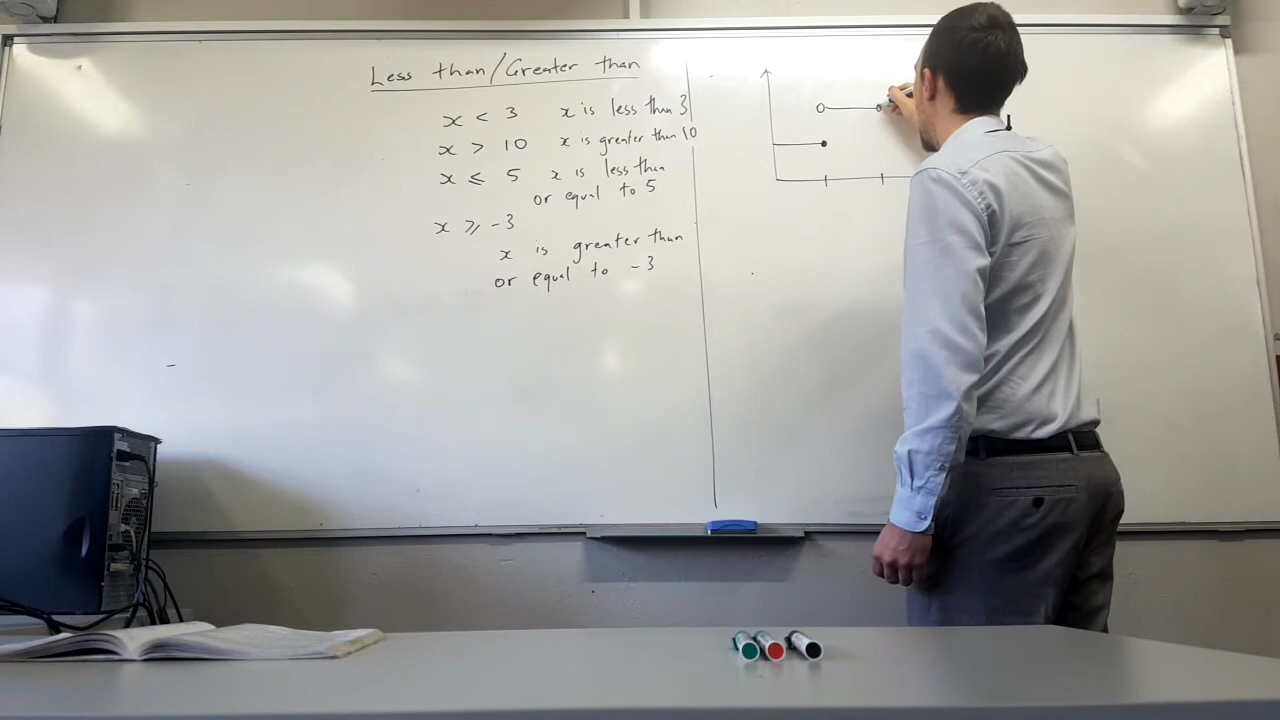 Less than/Greater than
x < 3 x is less than 3
x > 10 x is greater than 10
x ⩽ 5 x is less than
or equal to 5
x ⩾ -3
x is greater than
or equal to -3